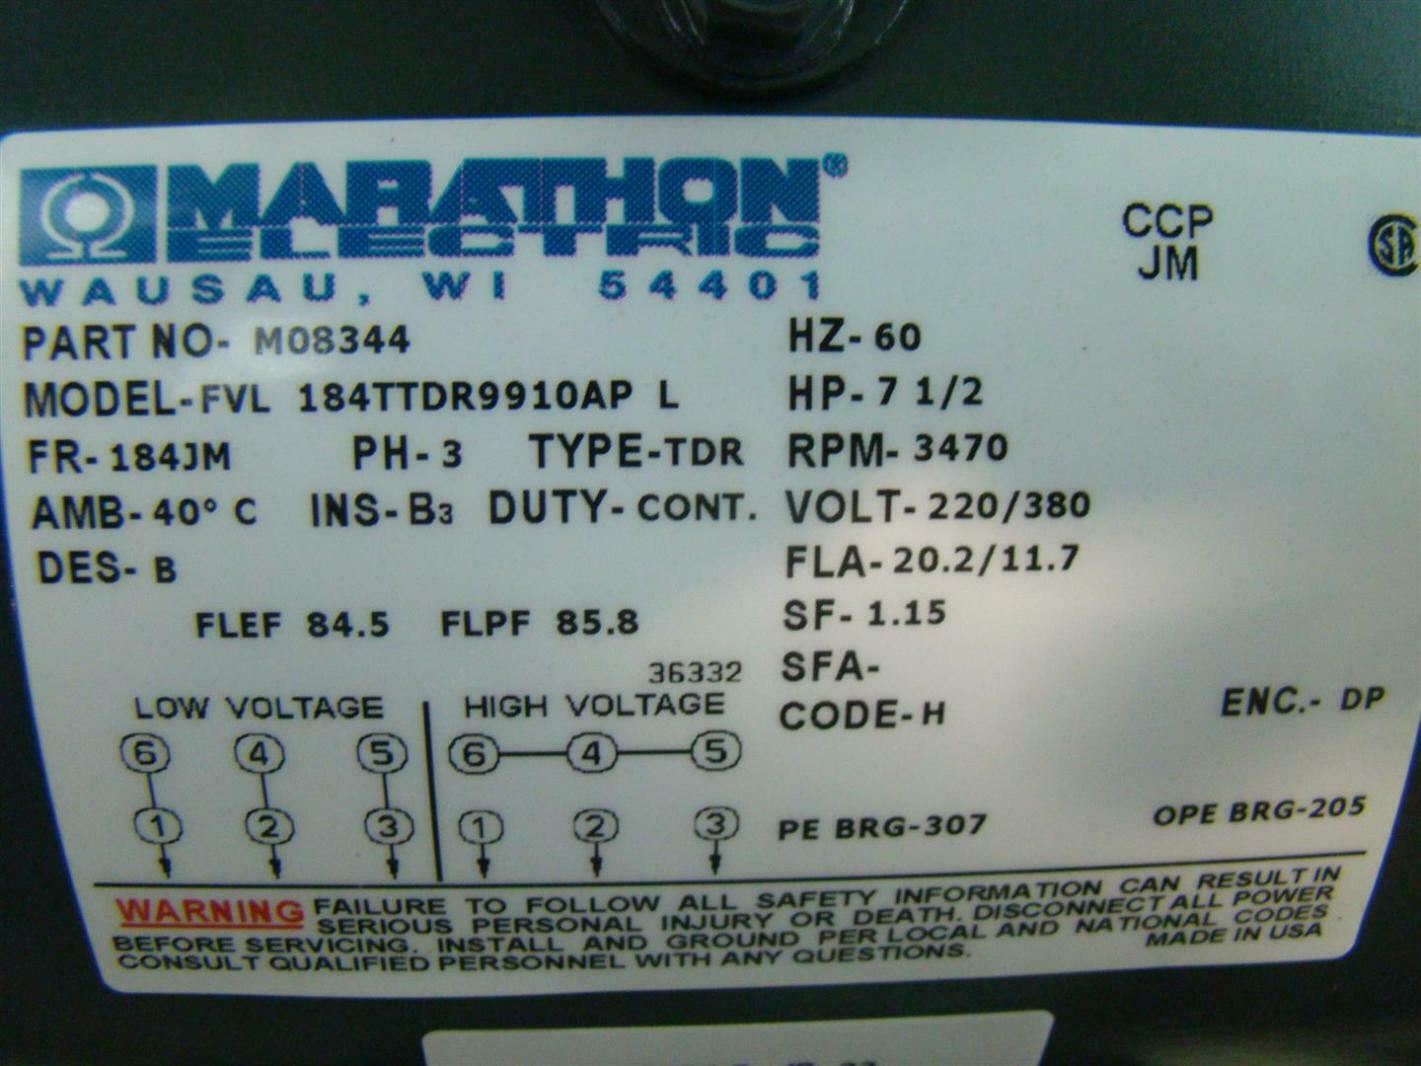 MARATHON®
ELECTRIC
WAUSAU, WI 54401
CCP
JM
SA
PART NO- M08344
HZ- 60
MODEL-FVL 184TTDR9910AP L
HP- 7 1/2
FR- 184JM PH- 3 TYPE-TDR
RPM- 3470
AMB- 40° C INS-B3 DUTY- CONT.
VOLT- 220/380
DES- B
FLA- 20.2/11.7
FLEF 84.5 FLPF 85.8
SF- 1.15
36332
SFA-
LOW VOLTAGE HIGH VOLTAGE
CODE- H
ENC.- DP
6 4 5 6 4 5
1 2 3 1 2 3
PE BRG-307
OPE BRG-205
WARNING FAILURE TO FOLLOW ALL SAFETY INFORMATION CAN RESULT IN
SERIOUS PERSONAL INJURY OR DEATH. DISCONNECT ALL POWER
BEFORE SERVICING. INSTALL AND GROUND PER LOCAL AND NATIONAL CODES
CONSULT QUALIFIED PERSONNEL WITH ANY QUESTIONS.
MADE IN USA